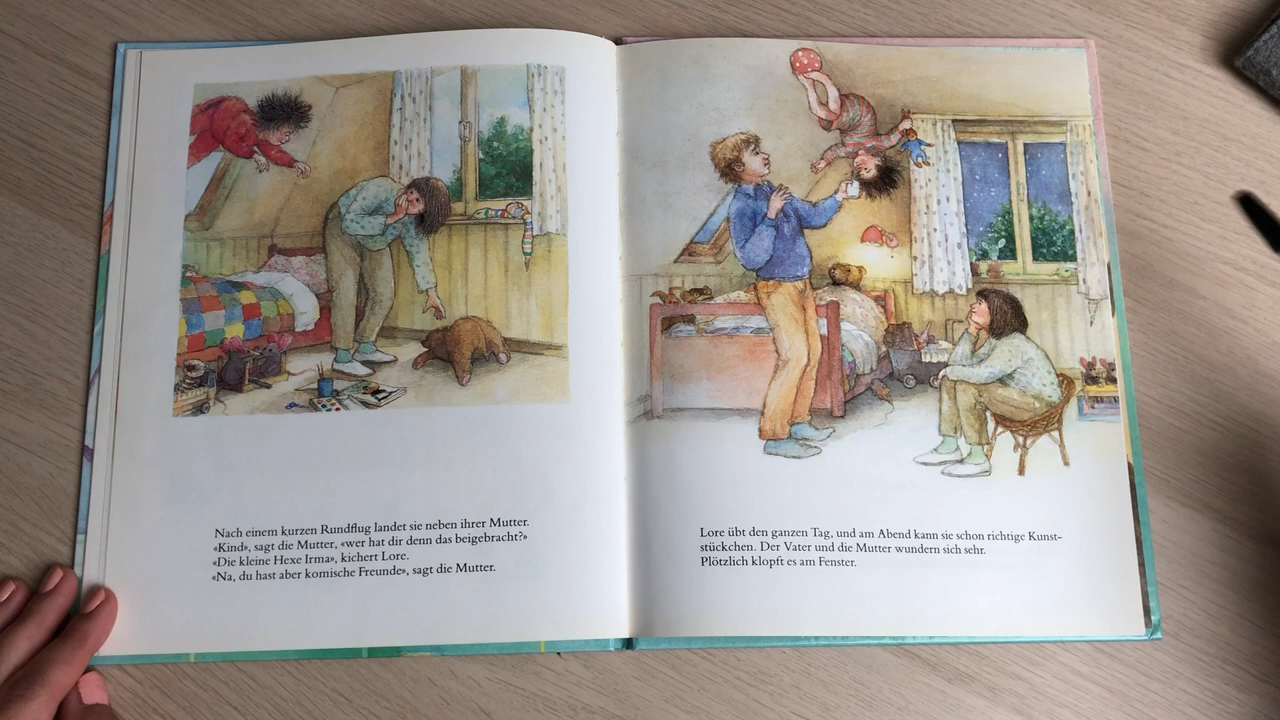 Nach einem kurzen Rundflug landet sie neben ihrer Mutter.
«Kind», sagt die Mutter, «wer hat dir denn das beigebracht?»
«Die kleine Hexe Irma», kichert Lore.
«Na, du hast aber komische Freunde», sagt die Mutter.
Lore übt den ganzen Tag, und am Abend kann sie schon richtige Kunst-
stückchen. Der Vater und die Mutter wundern sich sehr.
Plötzlich klopft es am Fenster.